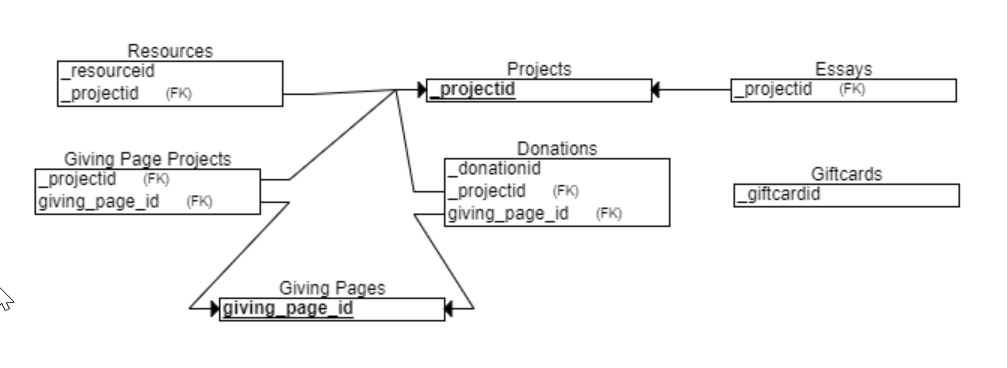 Resources
_resourceid
_projectid (FK)
Projects
_projectid
Essays
_projectid (FK)
Giving Page Projects
_projectid (FK)
giving_page_id (FK)
Donations
_donationid
_projectid (FK)
giving_page_id (FK)
Giftcards
_giftcardid
Giving Pages
giving_page_id